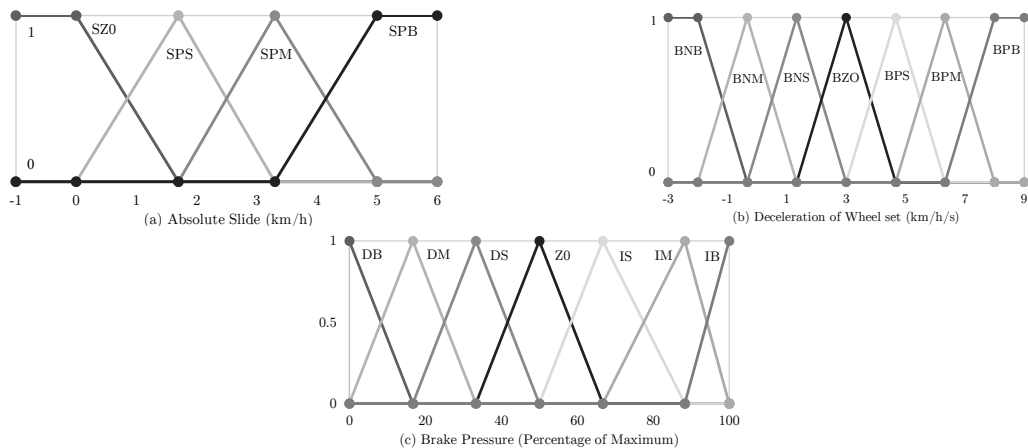 1
SZ0
SPS
SPM
SPB
0
-1 0 1 2 3 4 5 6
(a) Absolute Slide (km/h)
1
BNB
BNM
BNS
BZO
BPS
BPM
BPB
0
-3 -1 1 3 5 7 9
(b) Deceleration of Wheel set (km/h/s)
1
DB
DM
DS
Z0
IS
IM
IB
0.5
0
0 20 40 60 80 100
(c) Brake Pressure (Percentage of Maximum)